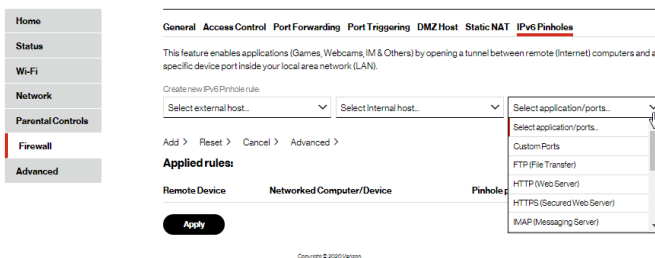 Home
Status
Wi-Fi
Network
Parental Controls
Firewall
Advanced
General Access Control Port Forwarding Port Triggering DMZ Host Static NAT IPv6 Pinholes
This feature enables applications (Games, Webcams, IM & Others) by opening a tunnel between remote (Internet) computers and a
specific device port inside your local area network (LAN).
Create new IPv6 Pinhole rule:
Select external host... Select Internal host... Select application/ports...
Select application/ports...
Custom Ports
FTP (File Transfer)
HTTP (Web Server)
HTTPS (Secured Web Server)
IMAP (Messaging Server)
Add > Reset > Cancel > Advanced >
Applied rules:
Remote Device Networked Computer/Device Pinhole p
Apply
Copyright © 2020 Verizon